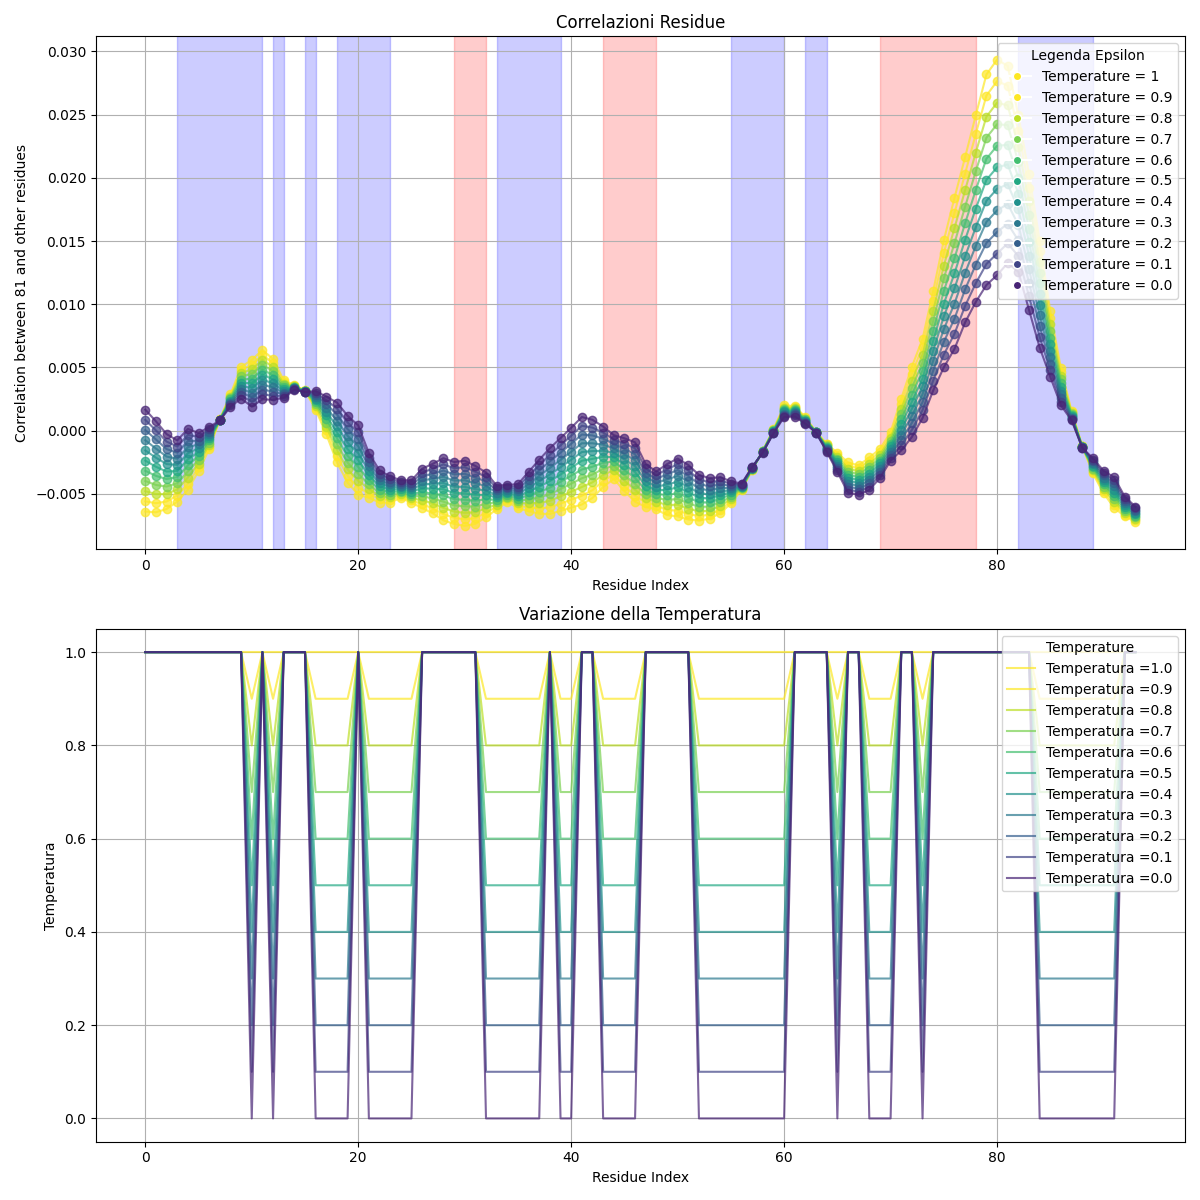 Correlazioni Residue
0.030
0.025
0.020
0.015
0.010
0.005
0.000
−0.005
Correlation between 81 and other residues
Legenda Epsilon
Temperature = 1
Temperature = 0.9
Temperature = 0.8
Temperature = 0.7
Temperature = 0.6
Temperature = 0.5
Temperature = 0.4
Temperature = 0.3
Temperature = 0.2
Temperature = 0.1
Temperature = 0.0
0 20 40 60 80
Residue Index
Variazione della Temperatura
1.0
0.8
0.6
0.4
0.2
0.0
Temperatura
Temperature
Temperatura =1.0
Temperatura =0.9
Temperatura =0.8
Temperatura =0.7
Temperatura =0.6
Temperatura =0.5
Temperatura =0.4
Temperatura =0.3
Temperatura =0.2
Temperatura =0.1
Temperatura =0.0
0 20 40 60 80
Residue Index